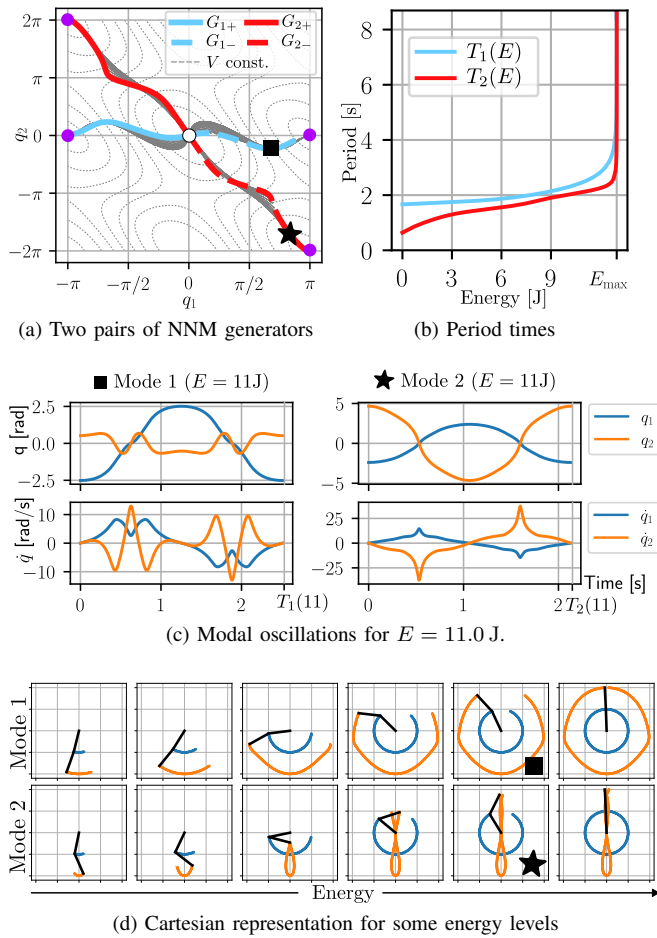 2π
π
0
−π
−2π
q₂
−π
−π/2
0
π/2
π
q₁
G₁₊
G₂₊
G₁₋
G₂₋
V const.
(a) Two pairs of NNM generators
8
6
4
2
0
Period [s]
T₁(E)
T₂(E)
0
3
6
9
E_max
Energy [J]
(b) Period times
■ Mode 1 (E = 11J)
★ Mode 2 (E = 11J)
q [rad]
2.5
0.0
−2.5
5
0
−5
q₁
q₂
q̇ [rad/s]
10
0
−10
25
0
−25
q̇₁
q̇₂
0
1
2
T₁(11)
0
1
2
T₂(11)
Time [s]
(c) Modal oscillations for E = 11.0 J.
Mode 1
Mode 2
Energy
(d) Cartesian representation for some energy levels